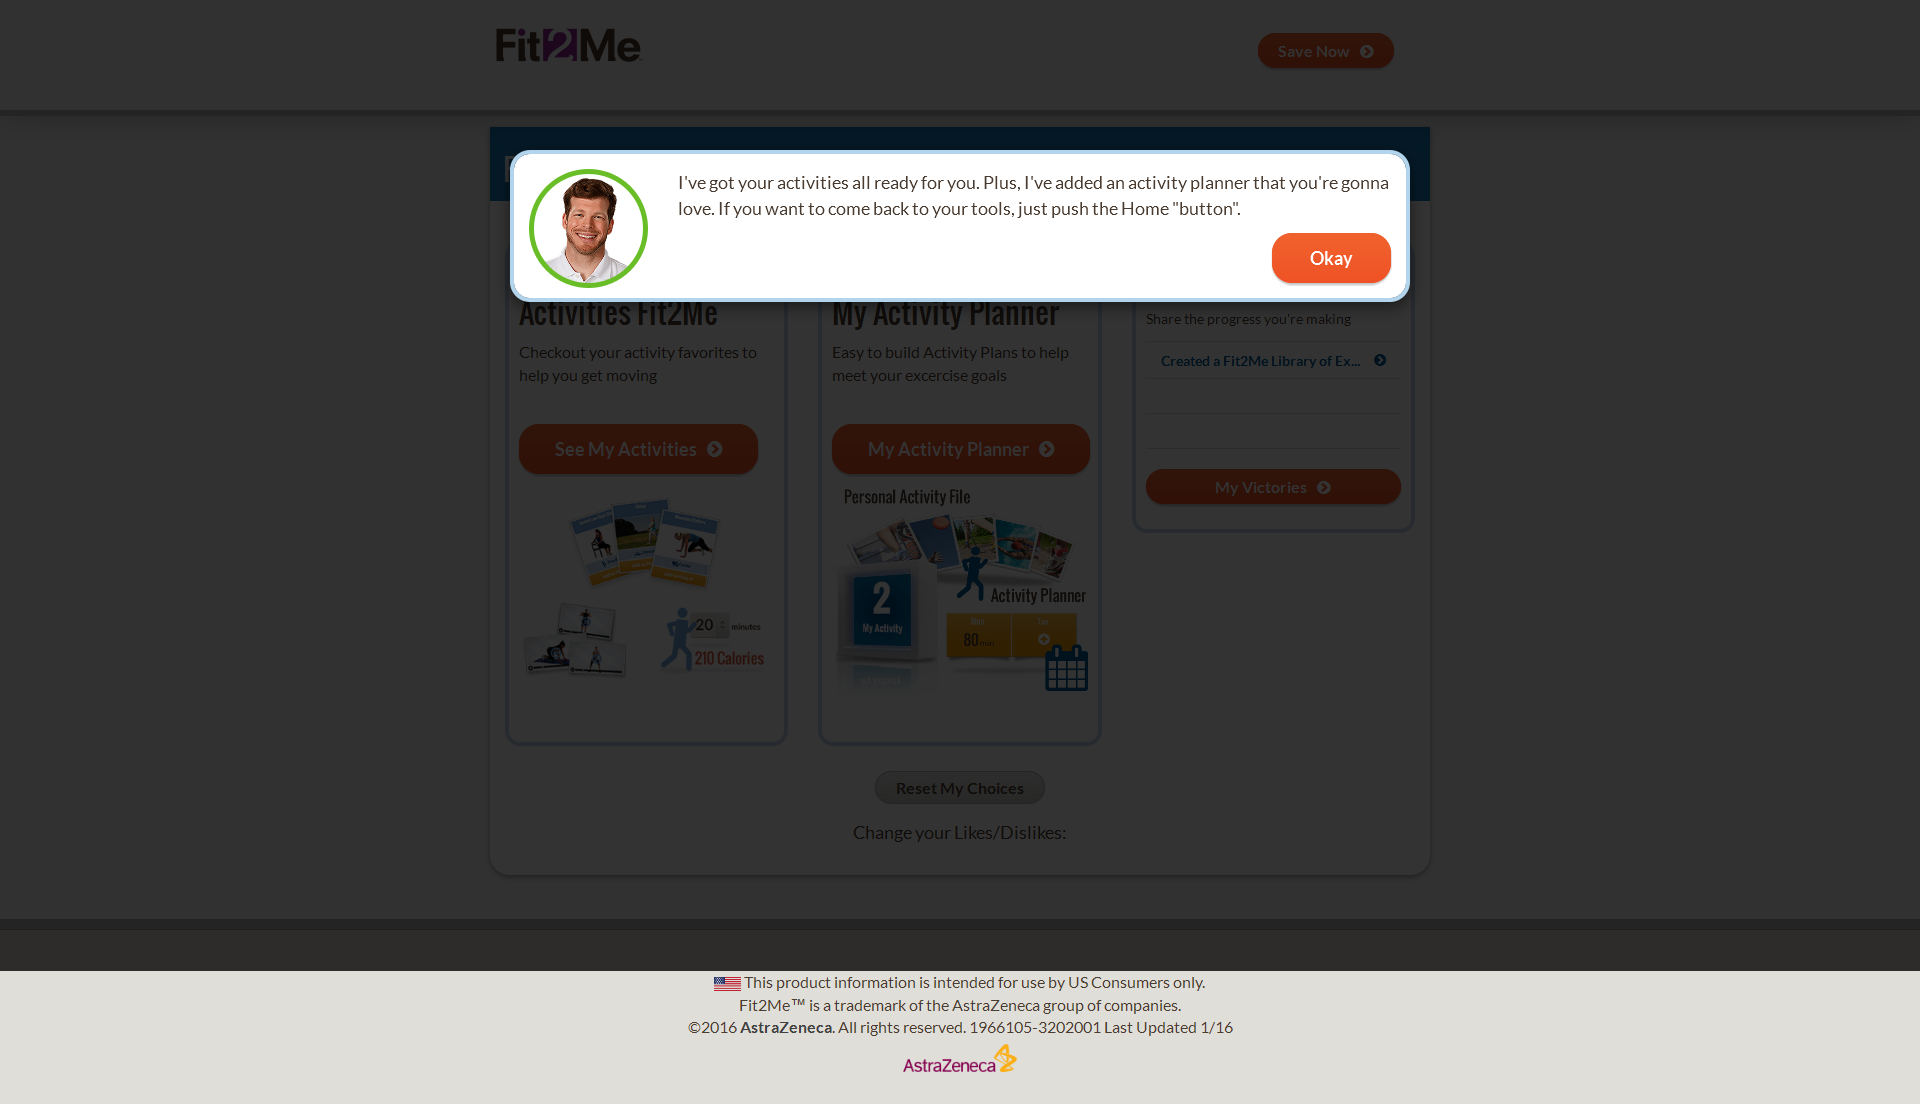 Fit2Me
Save Now
I've got your activities all ready for you. Plus, I've added an activity planner that you're gonna
love. If you want to come back to your tools, just push the Home "button".
Okay
Activities Fit2Me
Checkout your activity favorites to
help you get moving
See My Activities
20 minutes
210 Calories
My Activity Planner
Easy to build Activity Plans to help
meet your excercise goals
My Activity Planner
Personal Activity File
2
My Activity
Activity Planner
Mon
Tue
80 min
Share the progress you're making
Created a Fit2Me Library of Ex...
My Victories
Reset My Choices
Change your Likes/Dislikes:
This product information is intended for use by US Consumers only.
Fit2Me™ is a trademark of the AstraZeneca group of companies.
©2016 AstraZeneca. All rights reserved. 1966105-3202001 Last Updated 1/16
AstraZeneca